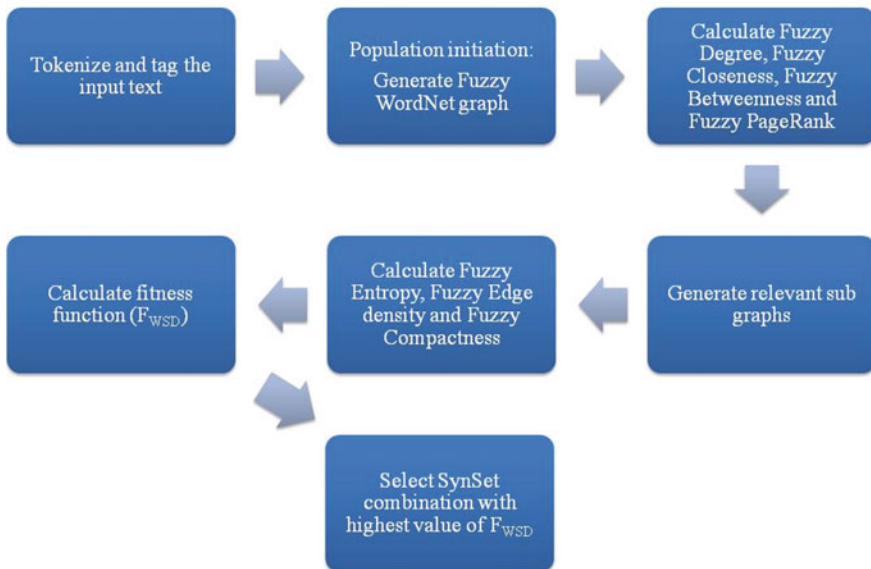 Tokenize and tag the
input text
Population initiation:
Generate Fuzzy
WordNet graph
Calculate Fuzzy
Degree, Fuzzy
Closeness, Fuzzy
Betweenness and
Fuzzy PageRank
Generate relevant sub
graphs
Calculate Fuzzy
Entropy, Fuzzy Edge
density and Fuzzy
Compactness
Calculate fitness
function (F_WSD)
Select SynSet
combination with
highest value of F_WSD